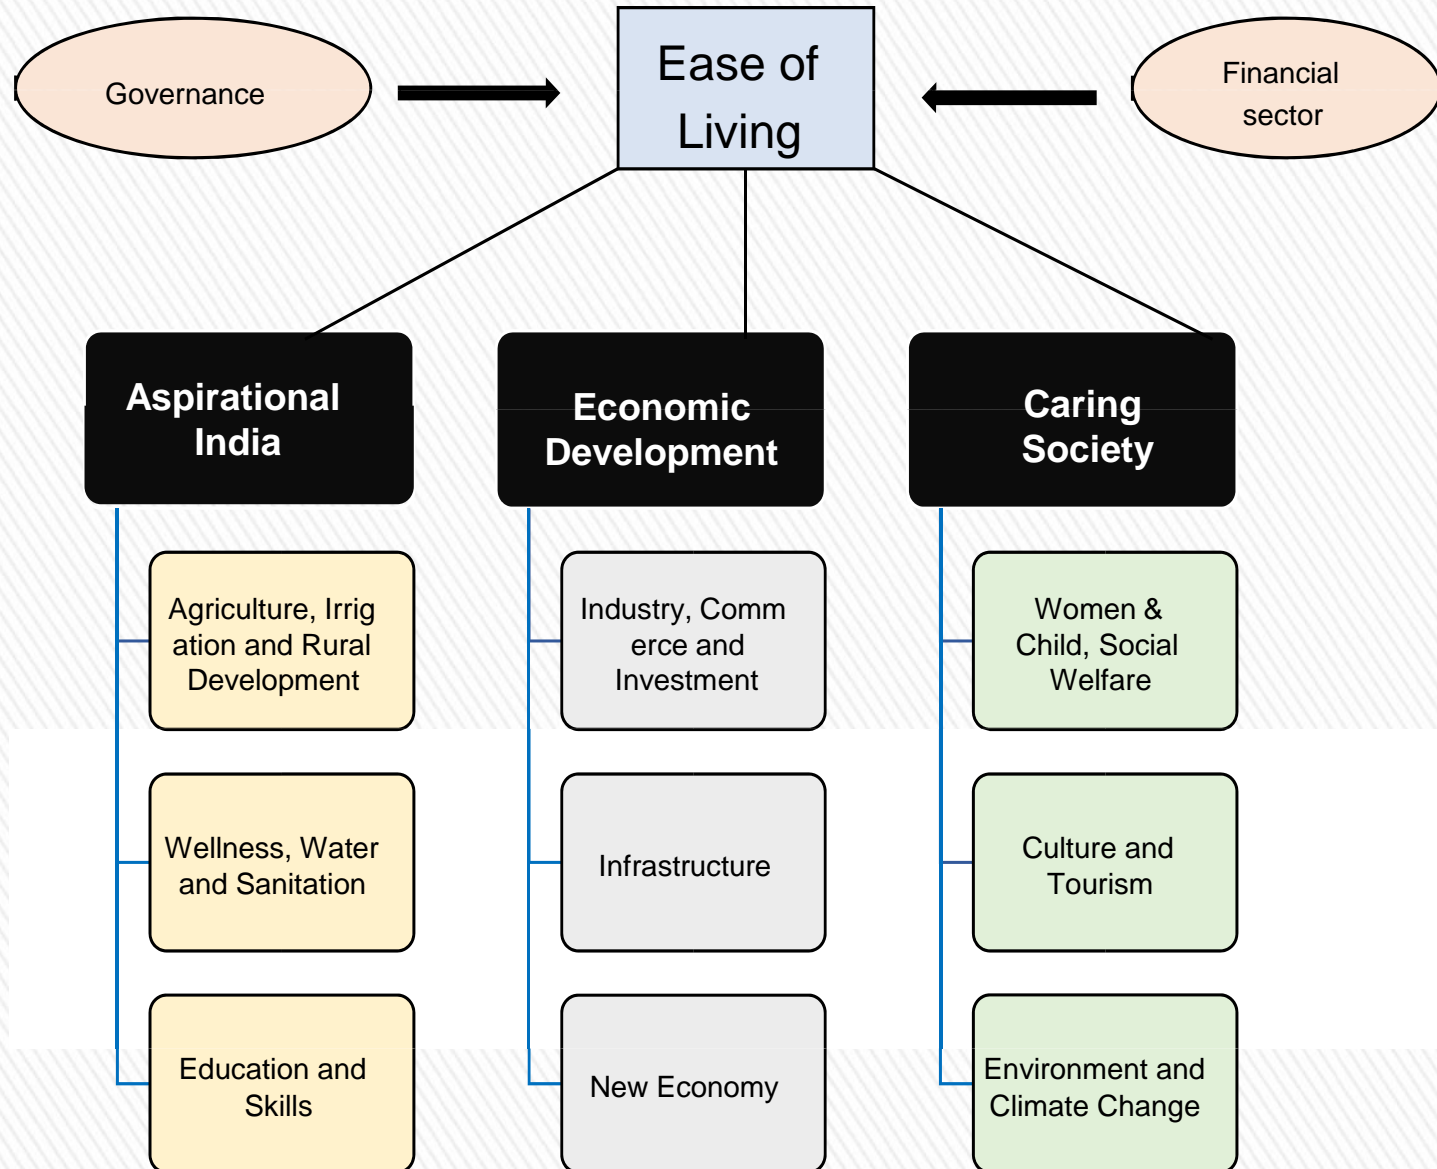 Governance
Ease of
Living
Financial
sector
Aspirational
India
Economic
Development
Caring
Society
Agriculture, Irrig
ation and Rural
Development
Industry, Comm
erce and
Investment
Women &
Child, Social
Welfare
Wellness, Water
and Sanitation
Infrastructure
Culture and
Tourism
Education and
Skills
New Economy
Environment and
Climate Change